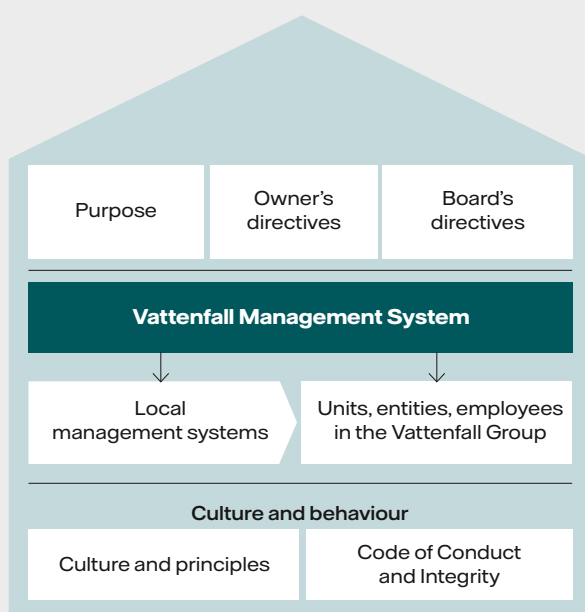 Purpose
Owner's
directives
Board's
directives
Vattenfall Management System
Local
management systems
Units, entities, employees
in the Vattenfall Group
Culture and behaviour
Culture and principles
Code of Conduct
and Integrity